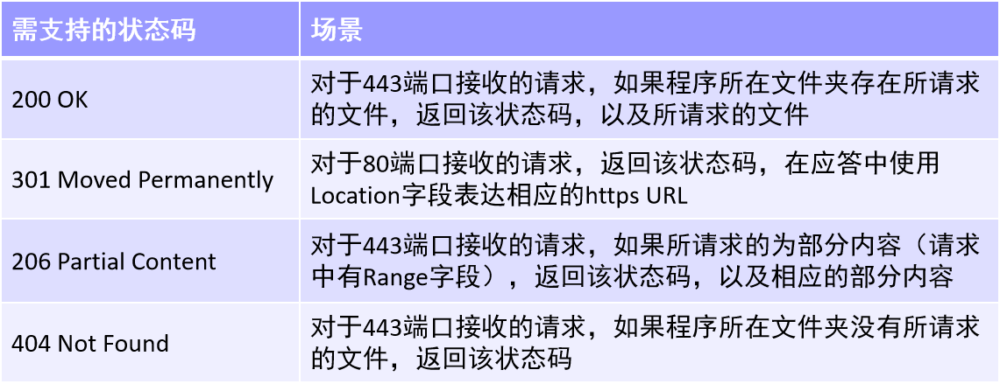 需支持的状态码
场景
200 OK
对于443端口接收的请求，如果程序所在文件夹存在所请求
的文件，返回该状态码，以及所请求的文件
301 Moved Permanently
对于80端口接收的请求，返回该状态码，在应答中使用
Location字段表达相应的https URL
206 Partial Content
对于443端口接收的请求，如果所请求的为部分内容（请求
中有Range字段），返回该状态码，以及相应的部分内容
404 Not Found
对于443端口接收的请求，如果程序所在文件夹没有所请求
的文件，返回该状态码